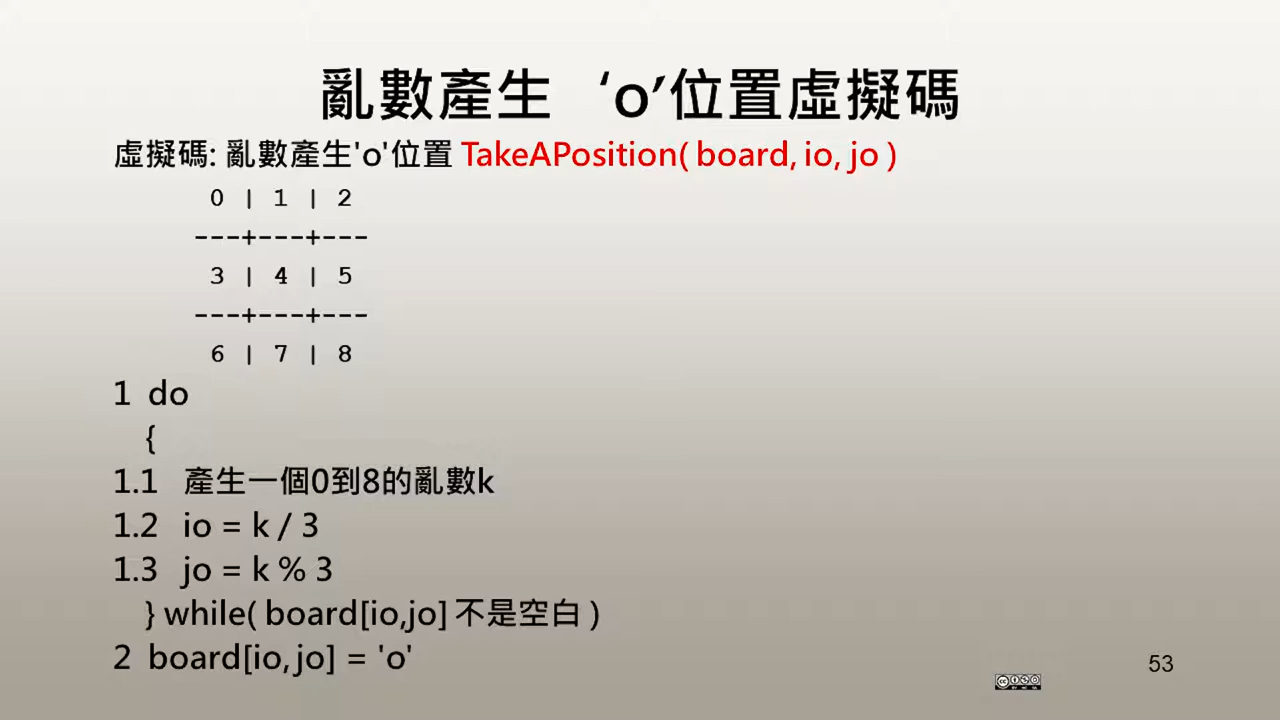 亂數產生 ‘o’位置虛擬碼
虛擬碼: 亂數產生'o'位置 TakeAPosition( board, io, jo )
0 | 1 | 2
---+---+---
3 | 4 | 5
---+---+---
6 | 7 | 8
1 do
{
1.1 產生一個0到8的亂數k
1.2 io = k / 3
1.3 jo = k % 3
} while( board[io,jo] 不是空白 )
2 board[io, jo] = 'o'
53